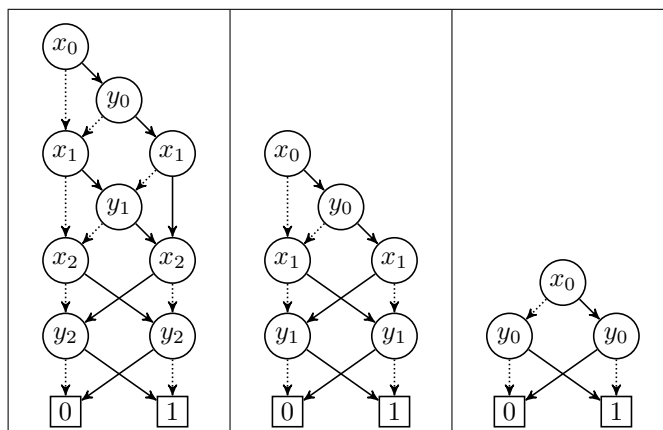 x₀
y₀
x₁ x₁ x₀
y₁ y₀
x₂ x₂ x₁ x₁ x₀
y₂ y₂ y₁ y₁ y₀ y₀
0 1 0 1 0 1